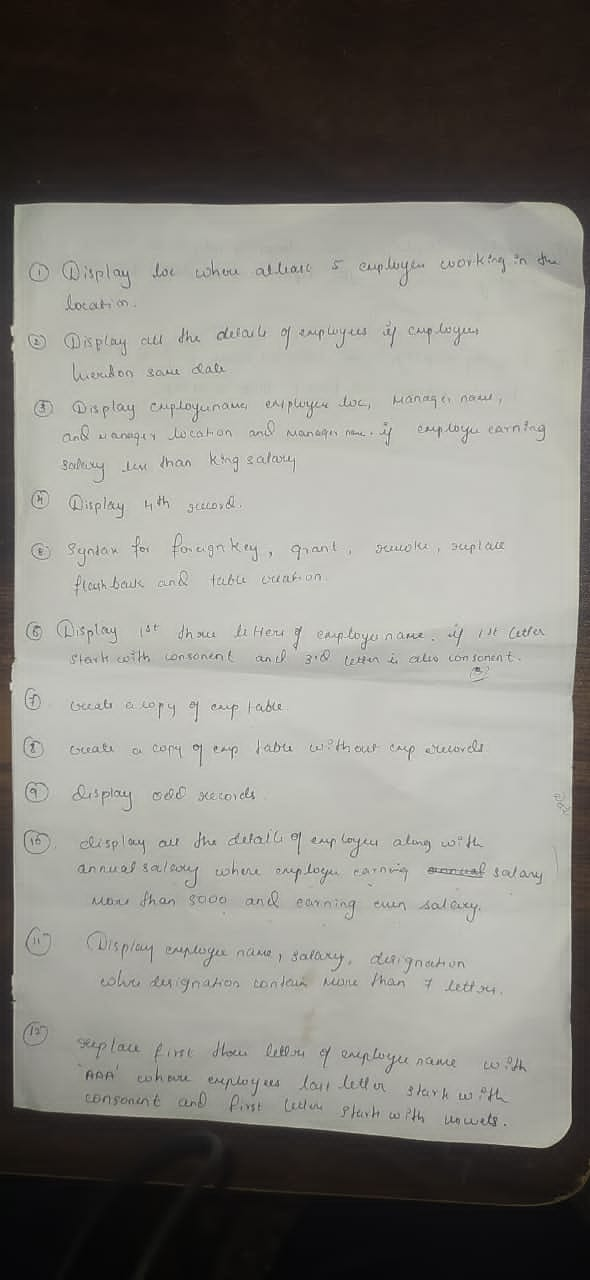 ① Display loc where atleast 5 employee working in the
location.
② Display all the details of employees if employees
hiredon same date
③ Display employeename, employee loc, Manager name,
and Manager location and Manager name. if employee earning
salary less than King salary
④ Display 4th record.
⑤ Syntax for foreign key, grant, revoke, replace
flashback and table creation.
⑥ Display 1st three letters of employee name. if 1st letter
starts with consonent and 3rd letter is also consonent.
⑦ create a copy of emp table.
⑧ create a copy of emp table without emp records
⑨ display odd records.
⑩. display all the details of employee along with
annual salary where employee earning salary
more than 3000 and earning even salary.
⑪ Display employee name, salary, designation
where designation contain more than 7 letters.
⑫ replace first three letters of employee name with
'AAA' where employees last letter starts with
consonent and first letter starts with vowels.